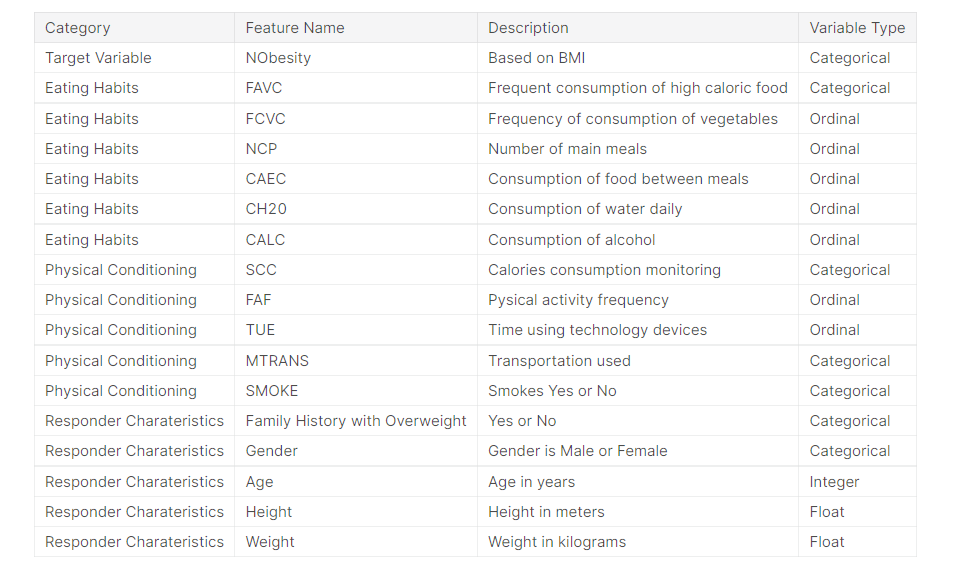 Category Feature Name Description Variable Type
Target Variable NObesity Based on BMI Categorical
Eating Habits FAVC Frequent consumption of high caloric food Categorical
Eating Habits FCVC Frequency of consumption of vegetables Ordinal
Eating Habits NCP Number of main meals Ordinal
Eating Habits CAEC Consumption of food between meals Ordinal
Eating Habits CH20 Consumption of water daily Ordinal
Eating Habits CALC Consumption of alcohol Ordinal
Physical Conditioning SCC Calories consumption monitoring Categorical
Physical Conditioning FAF Pysical activity frequency Ordinal
Physical Conditioning TUE Time using technology devices Ordinal
Physical Conditioning MTRANS Transportation used Categorical
Physical Conditioning SMOKE Smokes Yes or No Categorical
Responder Charateristics Family History with Overweight Yes or No Categorical
Responder Charateristics Gender Gender is Male or Female Categorical
Responder Charateristics Age Age in years Integer
Responder Charateristics Height Height in meters Float
Responder Charateristics Weight Weight in kilograms Float